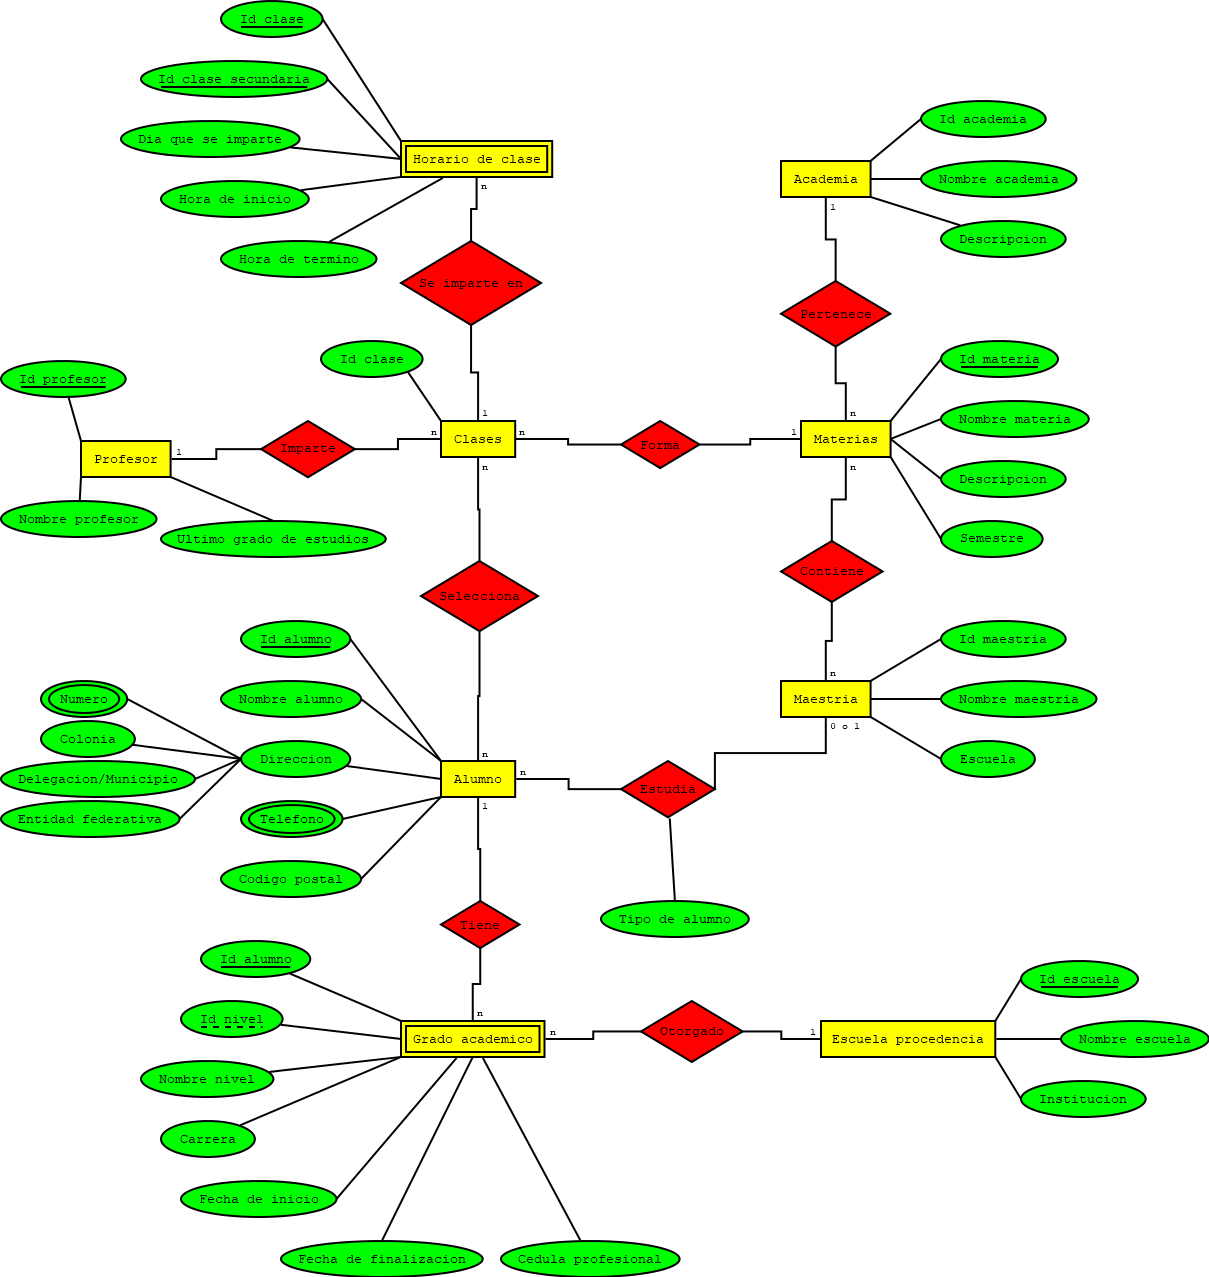 Id clase
Id clase secundaria
Dia que se imparte
Hora de inicio
Hora de termino
Horario de clase
n
Se imparte en
1
Id academia
Nombre academia
Descripcion
Academia
1
Pertenece
n
Id clase
Id profesor
Profesor
1
Imparte
n
Clases
n
Forma
1
Materias
Id materia
Nombre materia
Descripcion
Semestre
Nombre profesor
Ultimo grado de estudios
n
Selecciona
n
n
Contiene
n
Id alumno
Nombre alumno
Numero
Colonia
Delegacion/Municipio
Entidad federativa
Direccion
Telefono
Codigo postal
Alumno
n
Estudia
0 o 1
Maestria
Id maestria
Nombre maestria
Escuela
Tipo de alumno
1
Tiene
n
Id alumno
Id nivel
Nombre nivel
Carrera
Fecha de inicio
Fecha de finalizacion
Cedula profesional
Grado academico
n
Otorgado
1
Escuela procedencia
Id escuela
Nombre escuela
Institucion